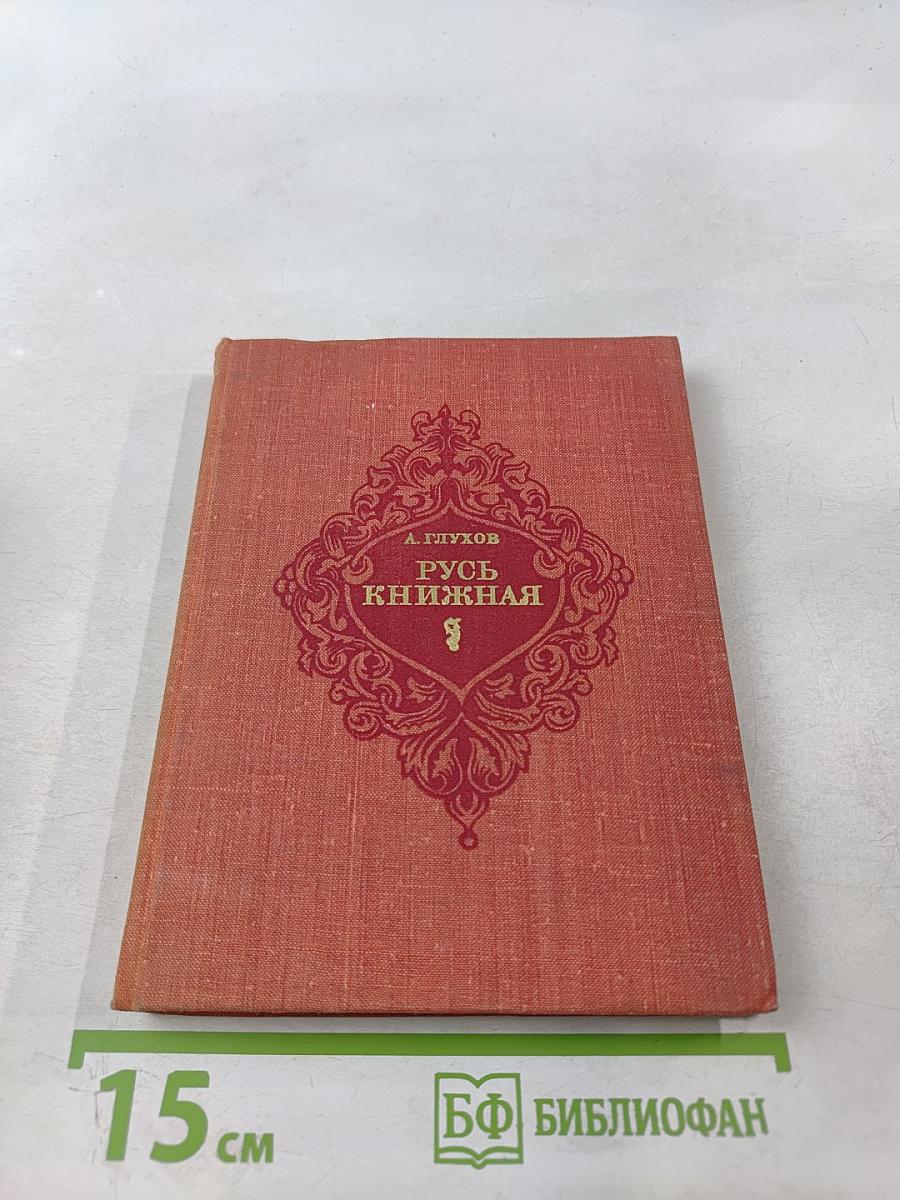 А. ГЛУХОВ
РУСЬ
КНИЖНАЯ
15 см
БФ БИБЛИОФАН